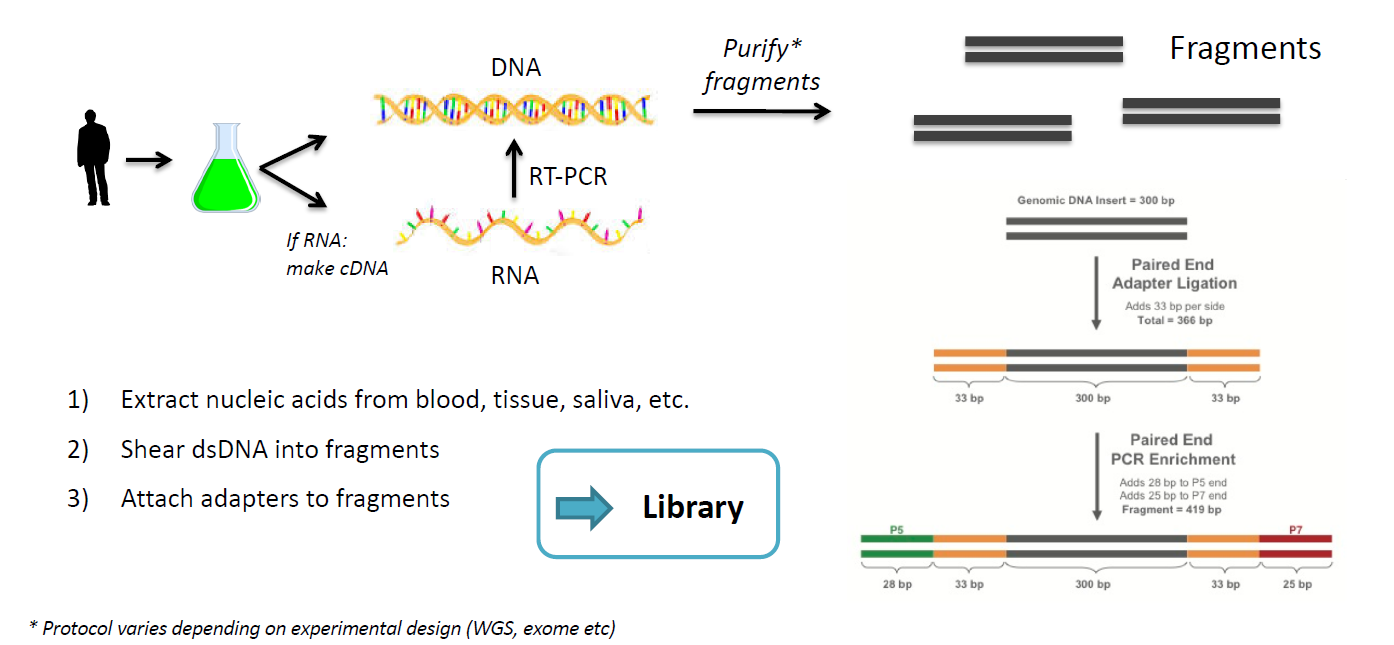 DNA
Purify*
fragments
Fragments
RT-PCR
If RNA:
make cDNA
RNA
Genomic DNA Insert = 300 bp
Paired End
Adapter Ligation
Adds 33 bp per side
Total = 366 bp
33 bp 300 bp 33 bp
Paired End
PCR Enrichment
Adds 28 bp to P5 end
Adds 25 bp to P7 end
Fragment = 419 bp
P5 P7
28 bp 33 bp 300 bp 33 bp 25 bp
1) Extract nucleic acids from blood, tissue, saliva, etc.
2) Shear dsDNA into fragments
3) Attach adapters to fragments
Library
* Protocol varies depending on experimental design (WGS, exome etc)